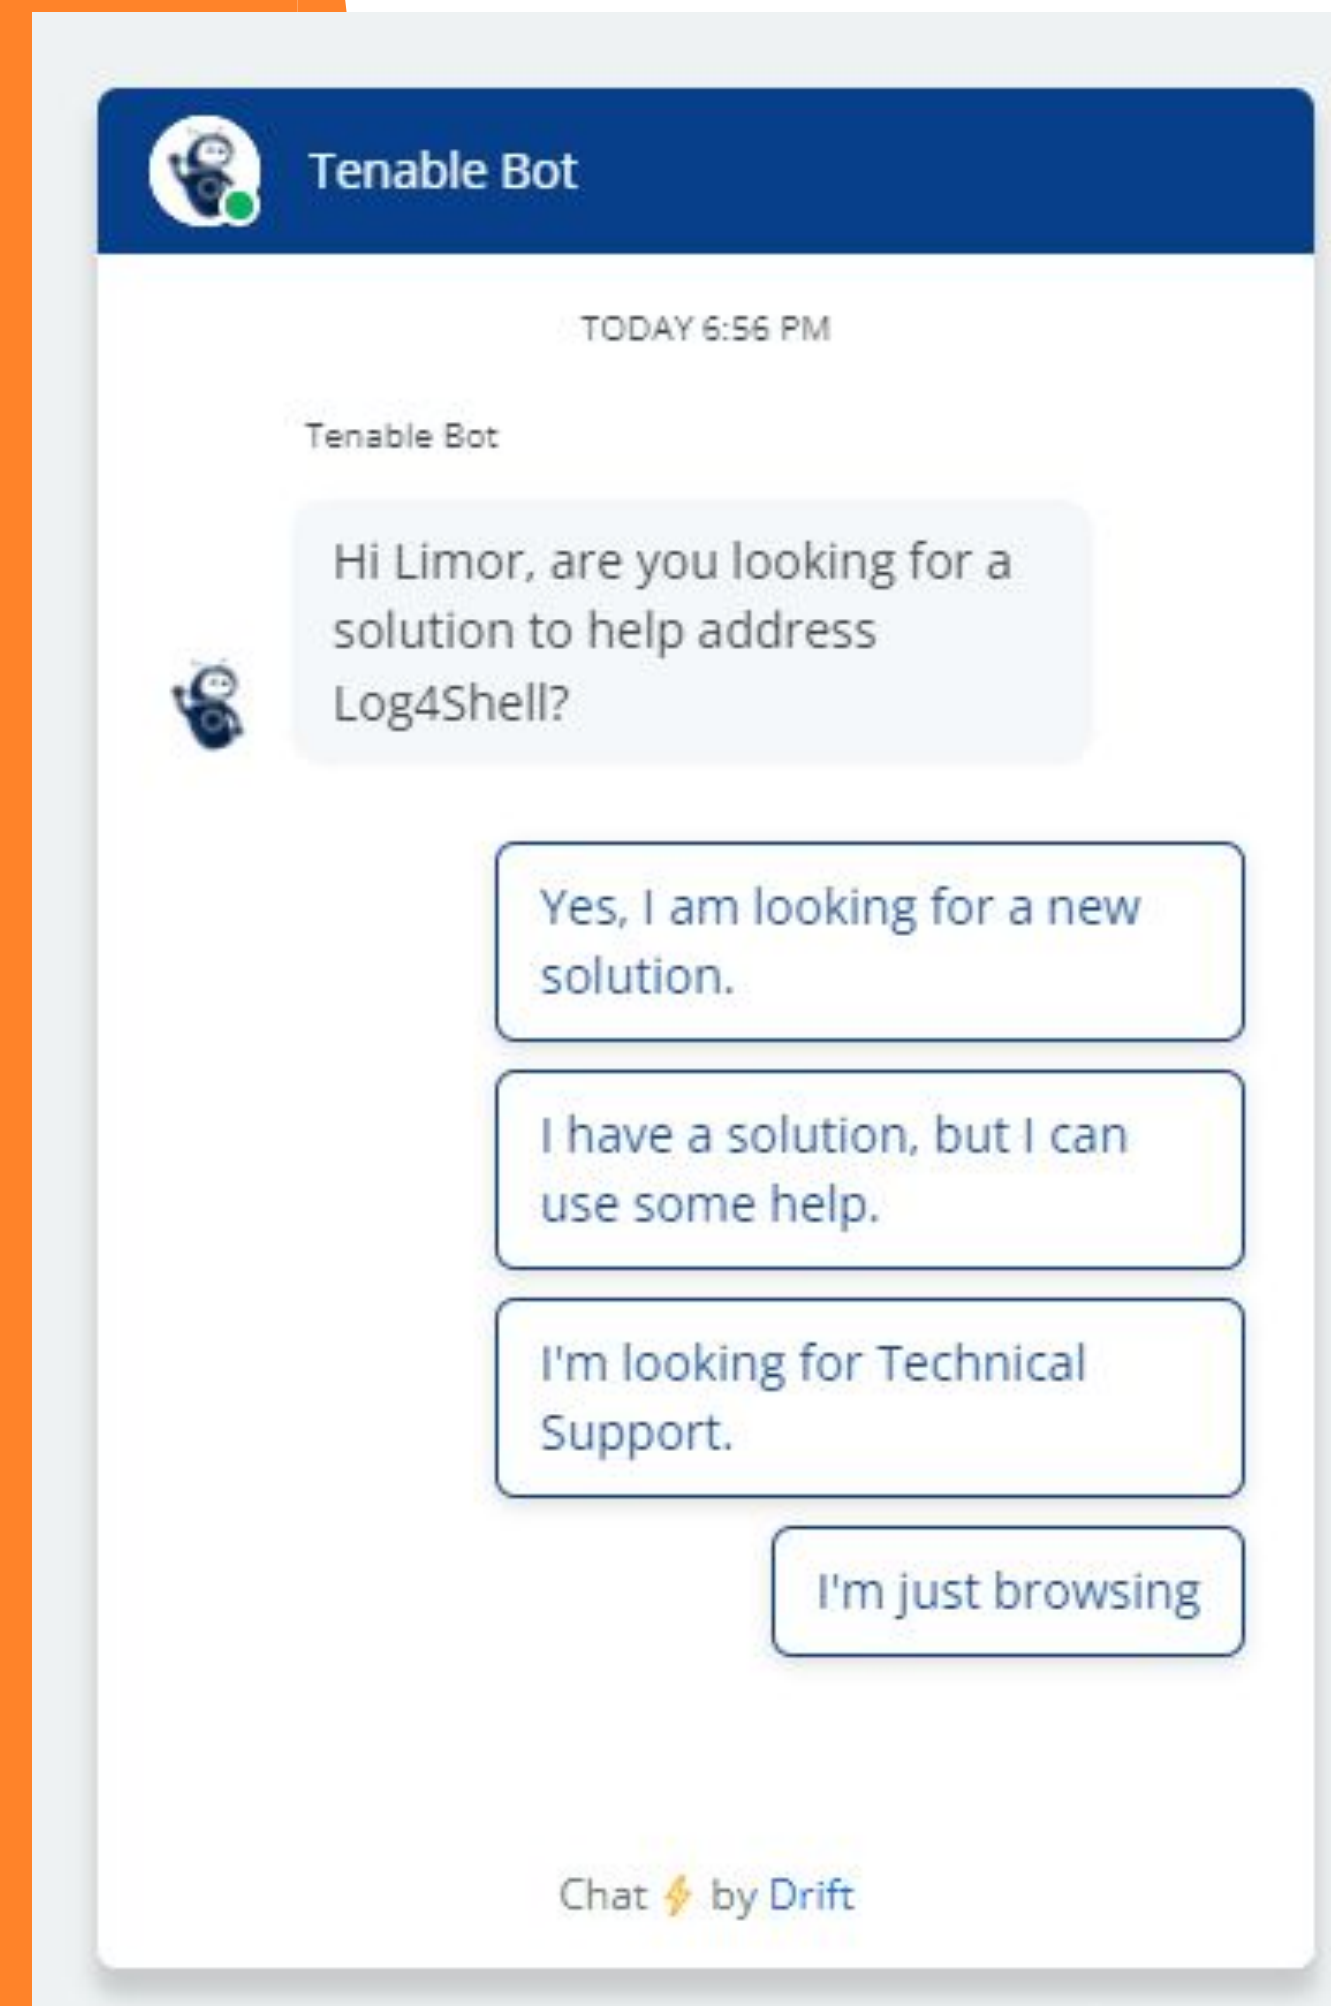 Tenable Bot
TODAY 6:56 PM
Tenable Bot
Hi Limor, are you looking for a
solution to help address
Log4Shell?
Yes, I am looking for a new
solution.
I have a solution, but I can
use some help.
I'm looking for Technical
Support.
I'm just browsing
Chat ⚡ by Drift